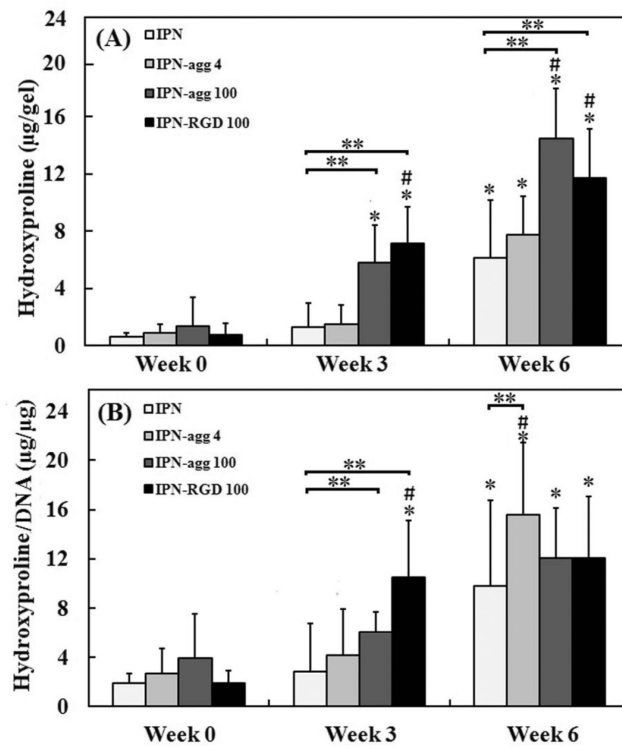 (A)
IPN
IPN-agg 4
IPN-agg 100
IPN-RGD 100
Hydroxyproline (µg/gel)
24
20
16
12
8
4
0
**
**
*
#
*
*
*
**
**
#
*
#
*
Week 0 Week 3 Week 6
(B)
IPN
IPN-agg 4
IPN-agg 100
IPN-RGD 100
Hydroxyproline/DNA (µg/µg)
24
20
16
12
8
4
0
**
**
#
*
**
*
#
*
*
*
Week 0 Week 3 Week 6